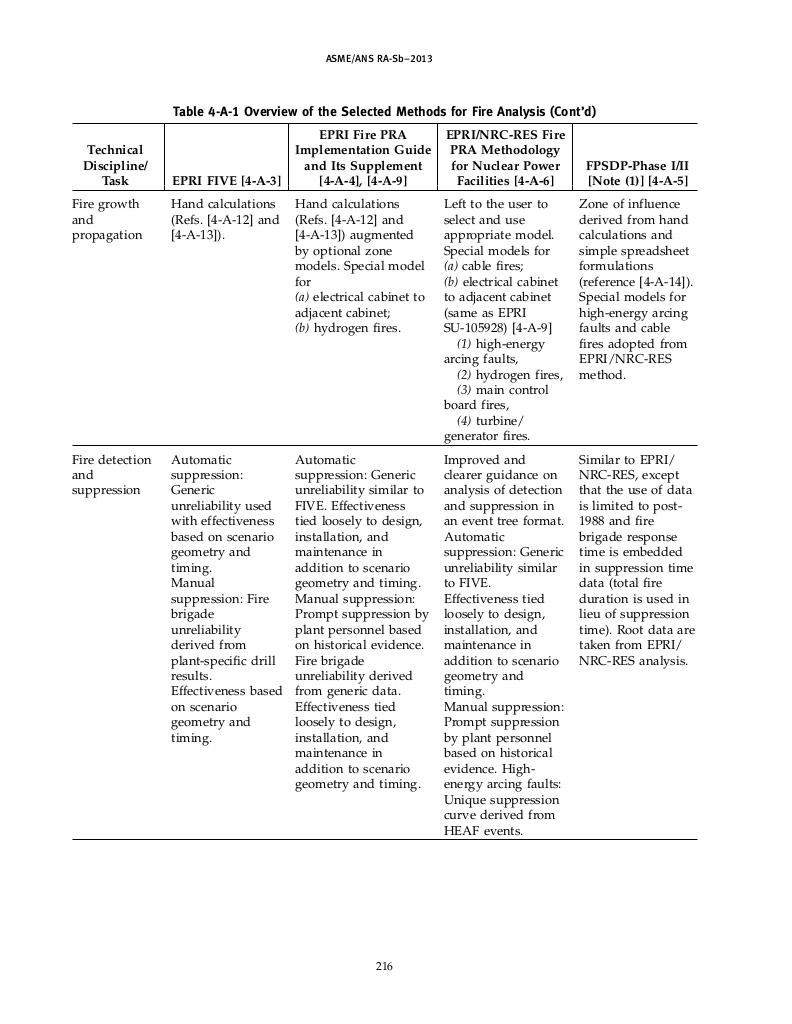 ASME/ANS RA-Sb–2013
Table 4-A-1 Overview of the Selected Methods for Fire Analysis (Cont’d)
Technical
Discipline/
Task
EPRI FIVE [4-A-3]
EPRI Fire PRA
Implementation Guide
and Its Supplement
[4-A-4], [4-A-9]
EPRI/NRC-RES Fire
PRA Methodology
for Nuclear Power
Facilities [4-A-6]
FPSDP-Phase I/II
[Note (1)] [4-A-5]
Fire growth
and
propagation
Hand calculations
(Refs. [4-A-12] and
[4-A-13]).
Hand calculations
(Refs. [4-A-12] and
[4-A-13]) augmented
by optional zone
models. Special model
for
(a) electrical cabinet to
adjacent cabinet;
(b) hydrogen fires.
Left to the user to
select and use
appropriate model.
Special models for
(a) cable fires;
(b) electrical cabinet
to adjacent cabinet
(same as EPRI
SU-105928) [4-A-9]
(1) high-energy
arcing faults,
(2) hydrogen fires,
(3) main control
board fires,
(4) turbine/
generator fires.
Zone of influence
derived from hand
calculations and
simple spreadsheet
formulations
(reference [4-A-14]).
Special models for
high-energy arcing
faults and cable
fires adopted from
EPRI/NRC-RES
method.
Fire detection
and
suppression
Automatic
suppression:
Generic
unreliability used
with effectiveness
based on scenario
geometry and
timing.
Manual
suppression: Fire
brigade
unreliability
derived from
plant-specific drill
results.
Effectiveness based
on scenario
geometry and
timing.
Automatic
suppression: Generic
unreliability similar to
FIVE. Effectiveness
tied loosely to design,
installation, and
maintenance in
addition to scenario
geometry and timing.
Manual suppression:
Prompt suppression by
plant personnel based
on historical evidence.
Fire brigade
unreliability derived
from generic data.
Effectiveness tied
loosely to design,
installation, and
maintenance in
addition to scenario
geometry and timing.
Improved and
clearer guidance on
analysis of detection
and suppression in
an event tree format.
Automatic
suppression: Generic
unreliability similar
to FIVE.
Effectiveness tied
loosely to design,
installation, and
maintenance in
addition to scenario
geometry and
timing.
Manual suppression:
Prompt suppression
by plant personnel
based on historical
evidence. High-
energy arcing faults:
Unique suppression
curve derived from
HEAF events.
Similar to EPRI/
NRC-RES, except
that the use of data
is limited to post-
1988 and fire
brigade response
time is embedded
in suppression time
data (total fire
duration is used in
lieu of suppression
time). Root data are
taken from EPRI/
NRC-RES analysis.
216